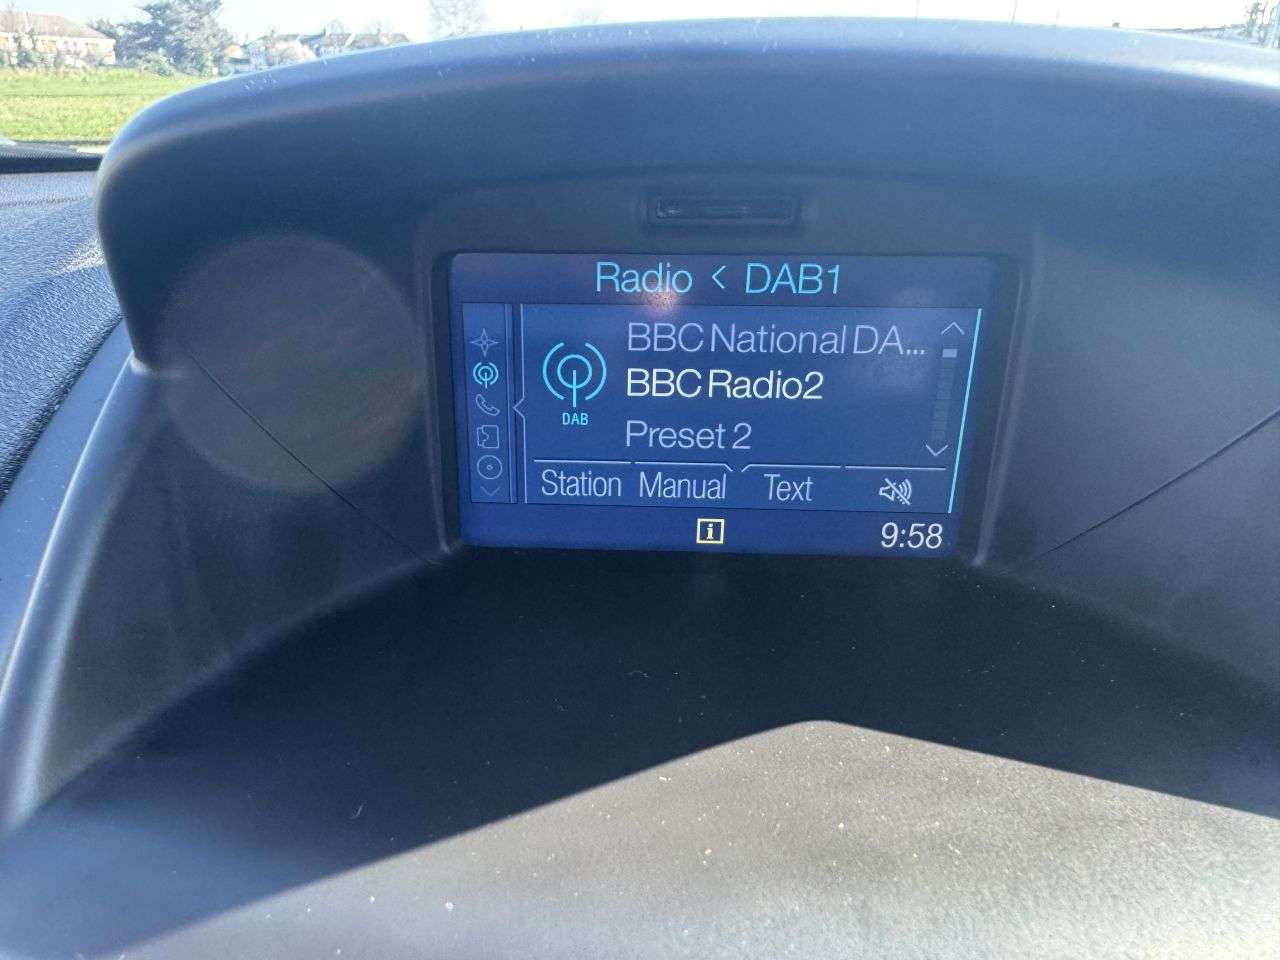 Radio < DAB1
BBC National DA...
BBC Radio2
DAB
Preset 2
Station Manual Text
i
9:58